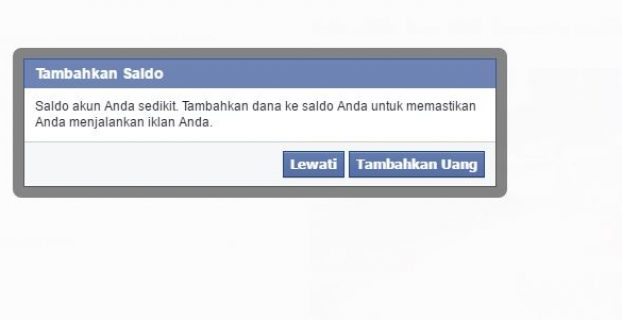 Tambahkan Saldo
Saldo akun Anda sedikit. Tambahkan dana ke saldo Anda untuk memastikan
Anda menjalankan iklan Anda.
Lewati Tambahkan Uang